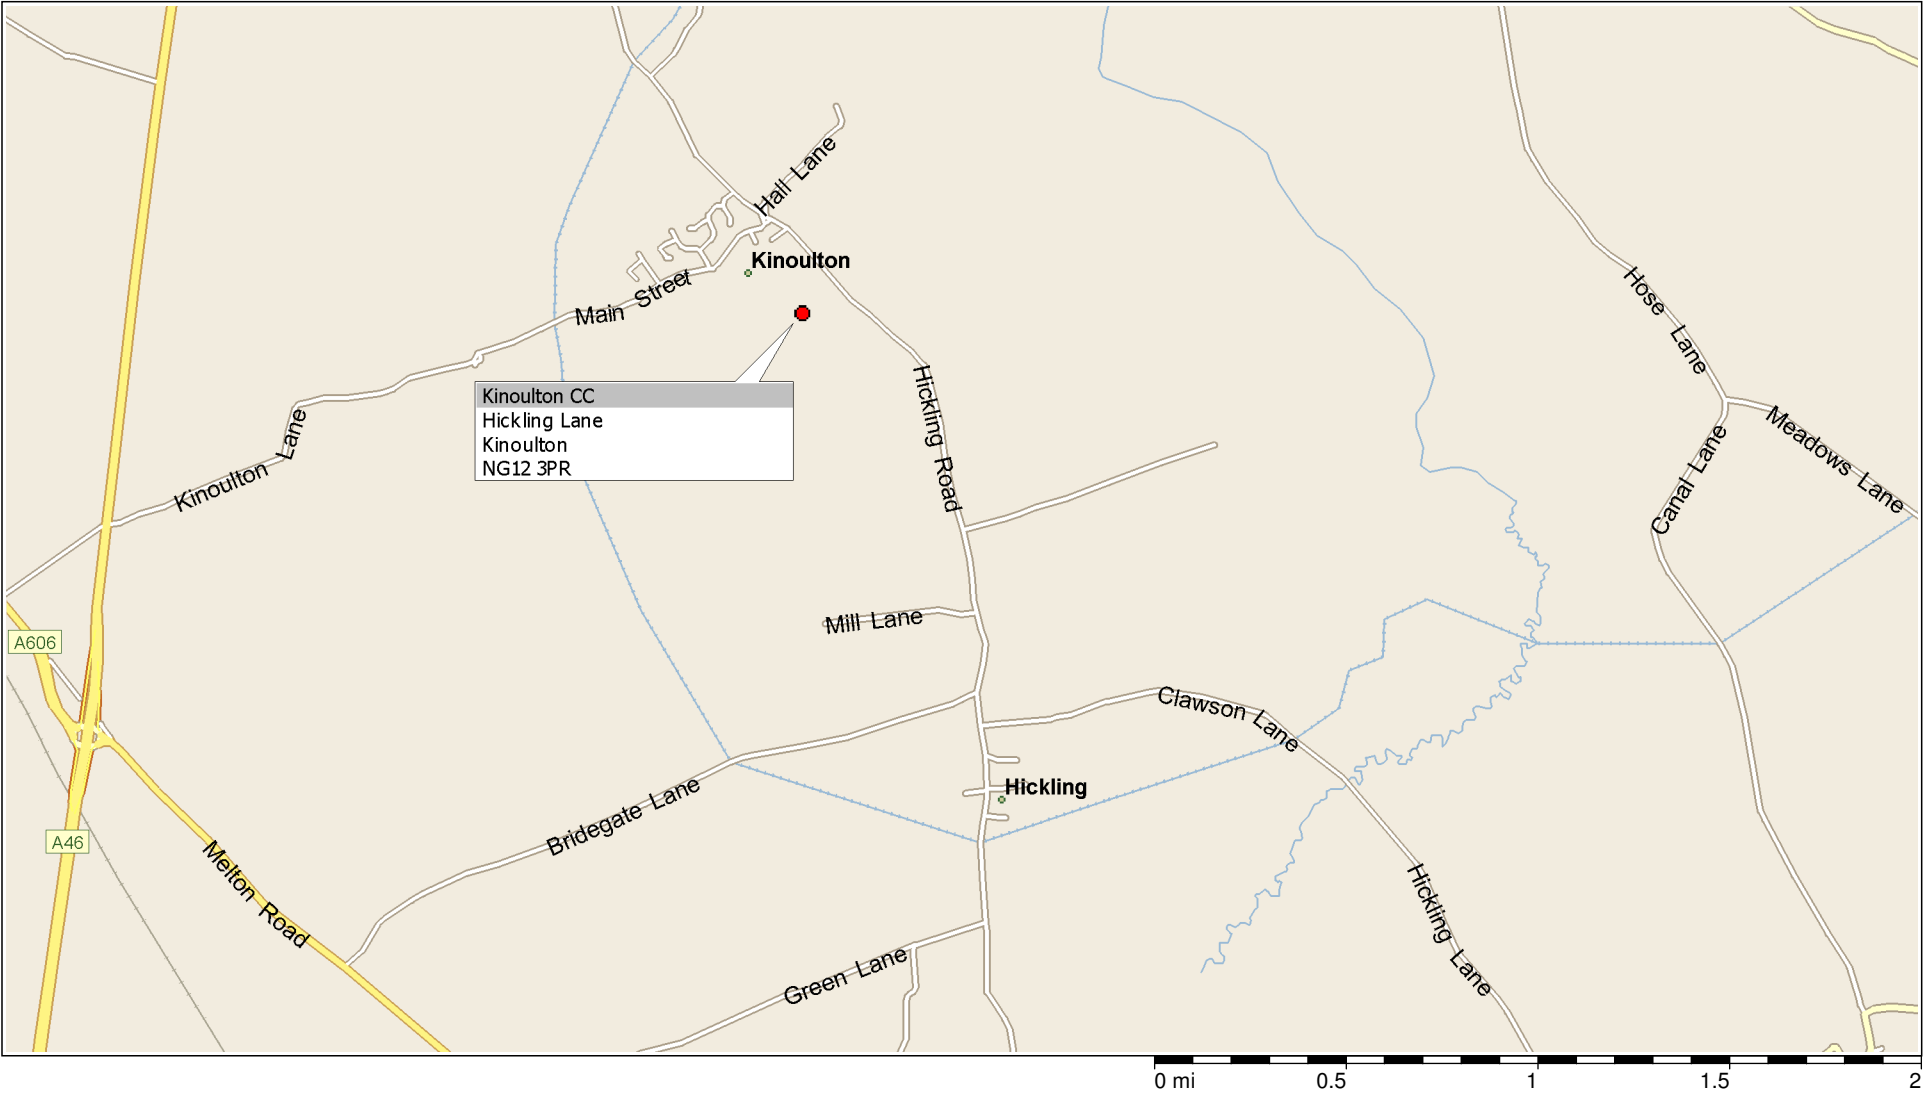 Hall Lane
Kinoulton
Main Street
Hose Lane
Kinoulton CC
Hickling Lane
Kinoulton
NG12 3PR
Hickling Road
Kinoulton Lane
Meadows Lane
Canal Lane
Mill Lane
A606
Clawson Lane
Hickling
Bridegate Lane
A46
Melton Road
Hickling Lane
Green Lane
0 mi 0.5 1 1.5 2